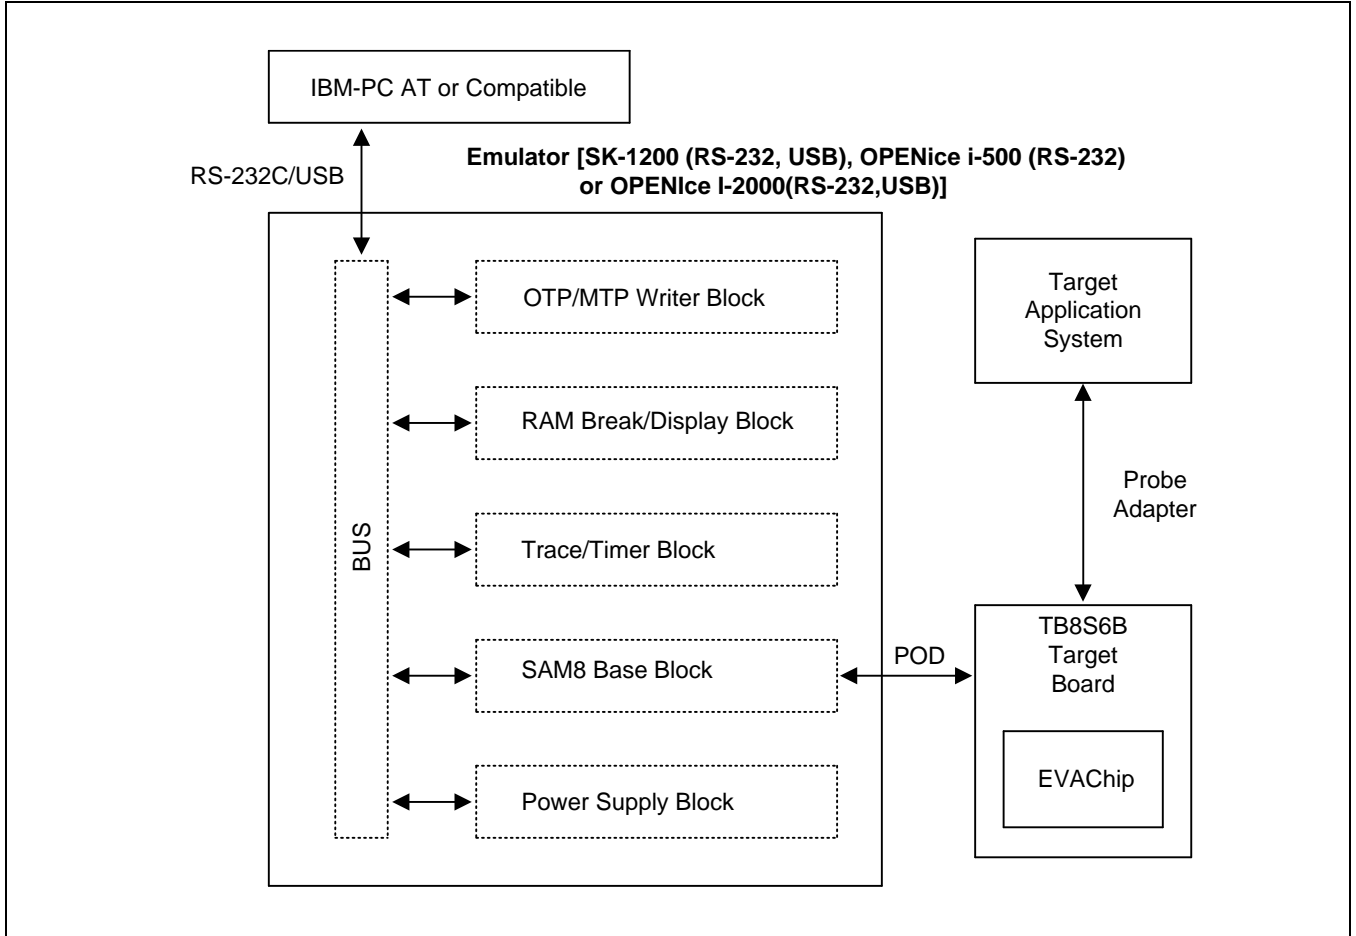 IBM-PC AT or Compatible
RS-232C/USB
Emulator [SK-1200 (RS-232, USB), OPENice i-500 (RS-232)
or OPENIce I-2000(RS-232,USB)]
BUS
OTP/MTP Writer Block
RAM Break/Display Block
Trace/Timer Block
SAM8 Base Block
Power Supply Block
POD
Target
Application
System
Probe
Adapter
TB8S6B
Target
Board
EVAChip